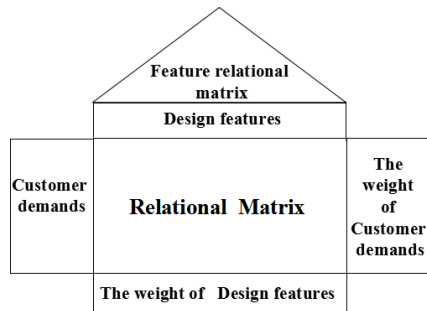 Feature relational
matrix
Design features
Customer
demands
Relational Matrix
The
weight
of
Customer
demands
The weight of Design features